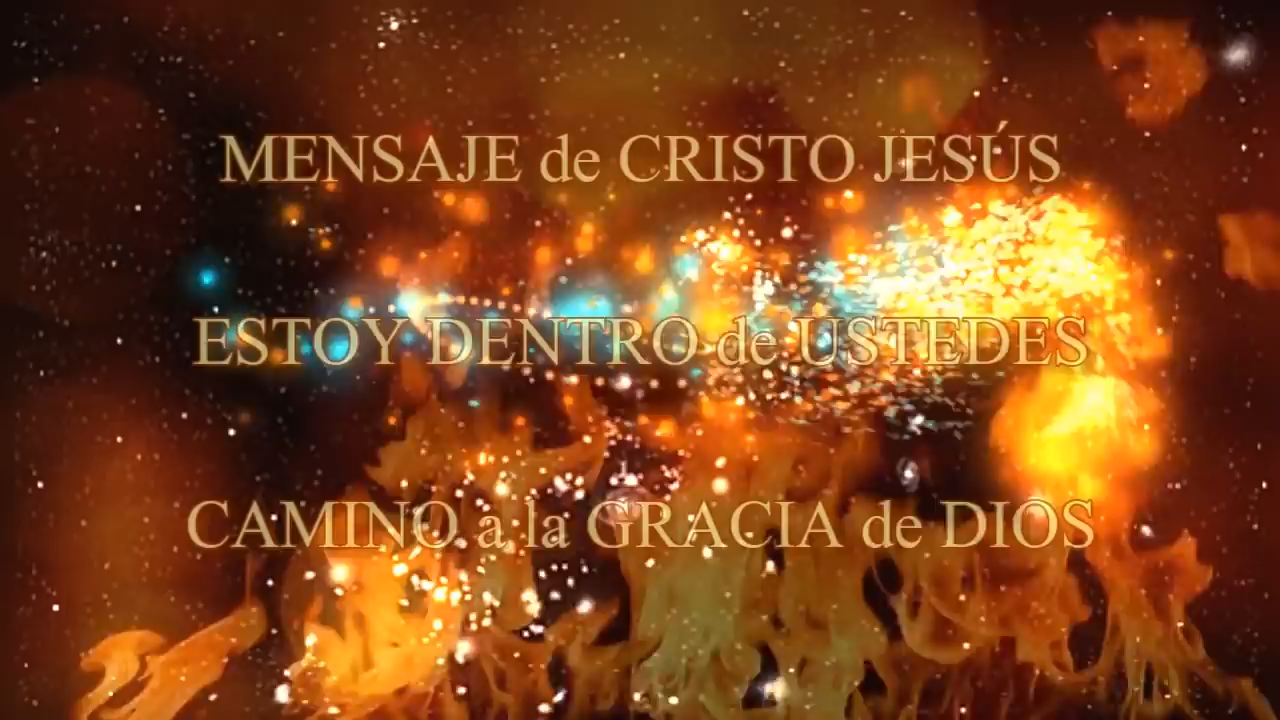 MENSAJE de CRISTO JESÚS
ESTOY DENTRO de USTEDES
CAMINO a la GRACIA de DIOS